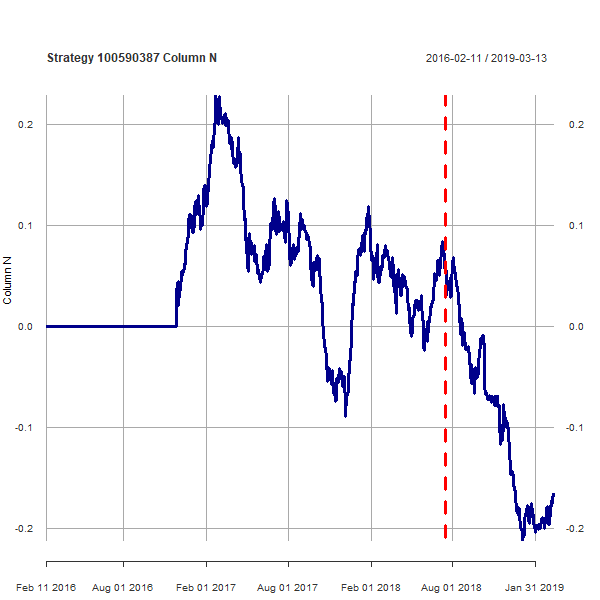 Strategy 100590387 Column N
2016-02-11 / 2019-03-13
0.2
0.2
0.1
0.1
Column N
0.0
0.0
-0.1
-0.1
-0.2
-0.2
Feb 11 2016
Aug 01 2016
Feb 01 2017
Aug 01 2017
Feb 01 2018
Aug 01 2018
Jan 31 2019